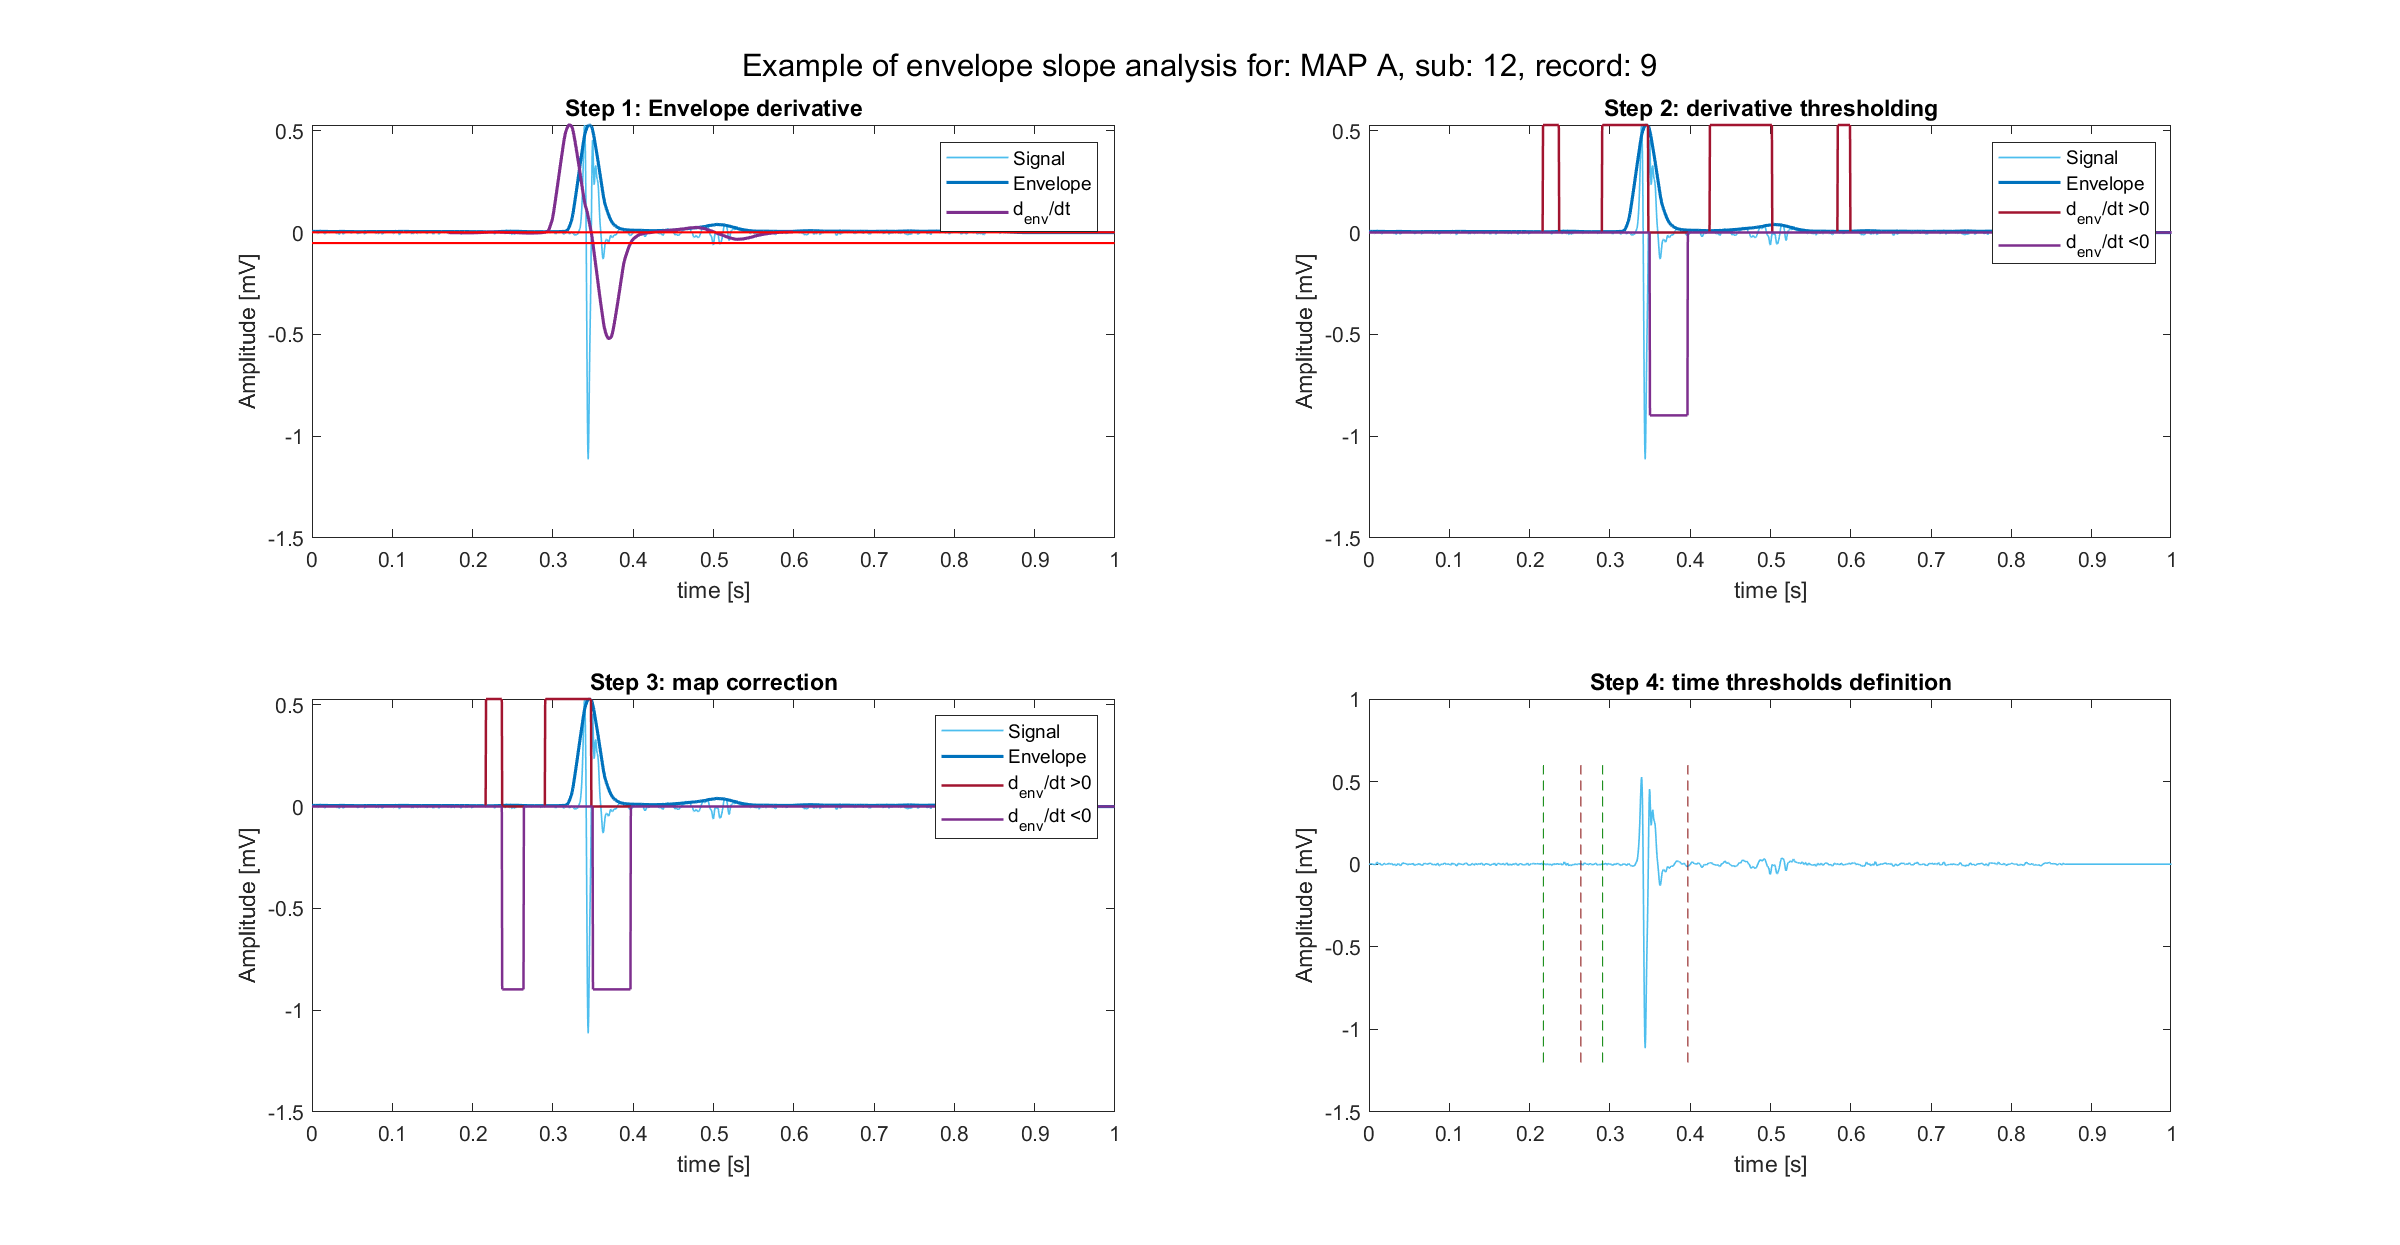 Example of envelope slope analysis for: MAP A, sub: 12, record: 9
Step 1: Envelope derivative
0.5
0
-0.5
-1
-1.5
Amplitude [mV]
0 0.1 0.2 0.3 0.4 0.5 0.6 0.7 0.8 0.9 1
time [s]
Signal
Envelope
d_env/dt
Step 2: derivative thresholding
0.5
0
-0.5
-1
-1.5
Amplitude [mV]
0 0.1 0.2 0.3 0.4 0.5 0.6 0.7 0.8 0.9 1
time [s]
Signal
Envelope
d_env/dt >0
d_env/dt <0
Step 3: map correction
0.5
0
-0.5
-1
-1.5
Amplitude [mV]
0 0.1 0.2 0.3 0.4 0.5 0.6 0.7 0.8 0.9 1
time [s]
Signal
Envelope
d_env/dt >0
d_env/dt <0
Step 4: time thresholds definition
1
0.5
0
-0.5
-1
-1.5
Amplitude [mV]
0 0.1 0.2 0.3 0.4 0.5 0.6 0.7 0.8 0.9 1
time [s]